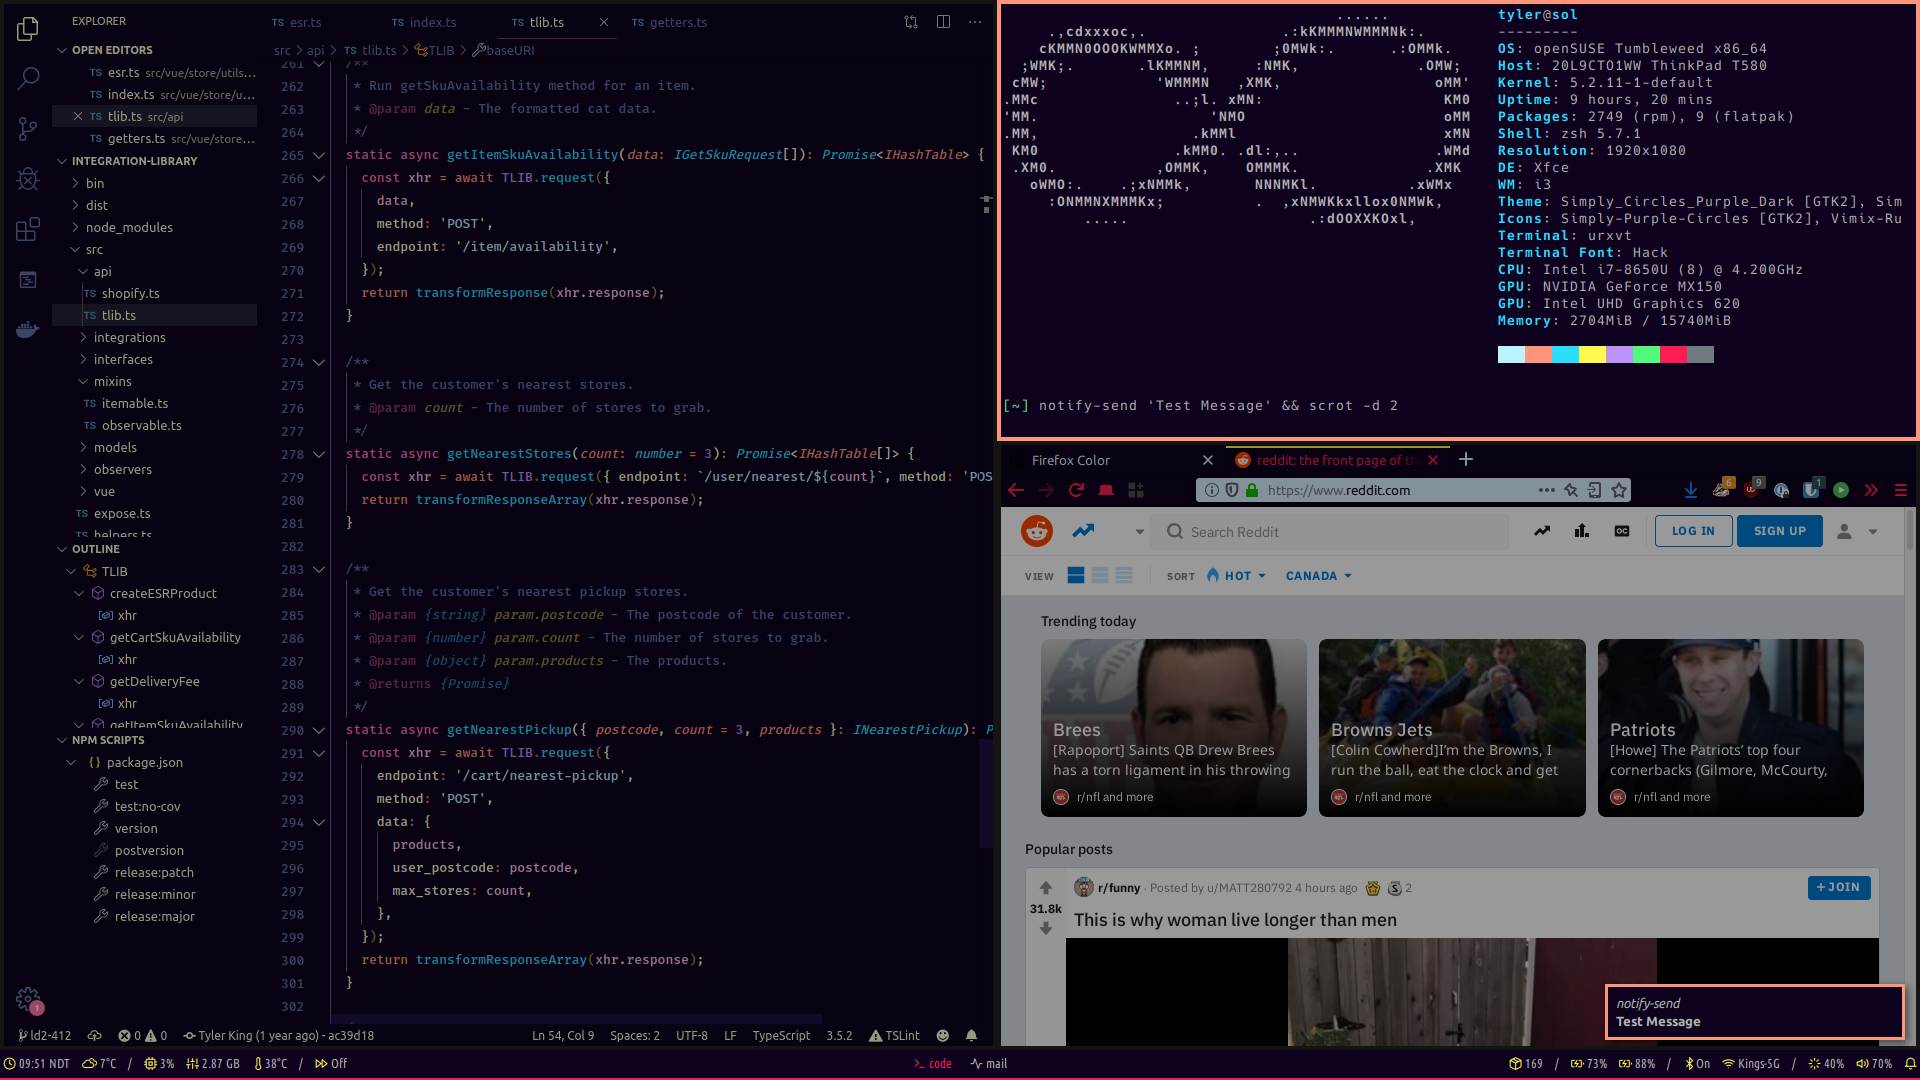 EXPLORER
OPEN EDITORS
TS esr.ts src/vue/store/utils...
TS index.ts src/vue/store/u...
TS tlib.ts src/api
TS getters.ts src/vue/store...
INTEGRATION-LIBRARY
bin
dist
node_modules
src
api
TS shopify.ts
TS tlib.ts
integrations
interfaces
mixins
TS itemable.ts
TS observable.ts
models
observers
vue
TS expose.ts
TS helpers.ts
OUTLINE
TLIB
createESRProduct
xhr
getCartSkuAvailability
xhr
getDeliveryFee
xhr
getItemSkuAvailability
NPM SCRIPTS
{} package.json
test
test:no-cov
version
postversion
release:patch
release:minor
release:major
1
TS esr.ts TS index.ts TS tlib.ts TS getters.ts
src > api > TS tlib.ts > TLIB > baseURI
261 /**
262 * Run getSkuAvailability method for an item.
263 * @param data - The formatted cat data.
264 */
265 static async getItemSkuAvailability(data: IGetSkuRequest[]): Promise<IHashTable> {
266 const xhr = await TLIB.request({
267 data,
268 method: 'POST',
269 endpoint: '/item/availability',
270 });
271 return transformResponse(xhr.response);
272 }
273
274 /**
275 * Get the customer's nearest stores.
276 * @param count - The number of stores to grab.
277 */
278 static async getNearestStores(count: number = 3): Promise<IHashTable[]> {
279 const xhr = await TLIB.request({ endpoint: `/user/nearest/${count}`, method: 'POS
280 return transformResponseArray(xhr.response);
281 }
282
283 /**
284 * Get the customer's nearest pickup stores.
285 * @param {string} param.postcode - The postcode of the customer.
286 * @param {number} param.count - The number of stores to grab.
287 * @param {object} param.products - The products.
288 * @returns {Promise}
289 */
290 static async getNearestPickup({ postcode, count = 3, products }: INearestPickup): P
291 const xhr = await TLIB.request({
292 endpoint: '/cart/nearest-pickup',
293 method: 'POST',
294 data: {
295 products,
296 user_postcode: postcode,
297 max_stores: count,
298 },
299 });
300 return transformResponseArray(xhr.response);
301 }
302
ld2-412 0 0 Tyler King (1 year ago) - ac39d18 Ln 54, Col 9 Spaces: 2 UTF-8 LF TypeScript 3.5.2 TSLint
tyler@sol
---------
OS: openSUSE Tumbleweed x86_64
Host: 20L9CTO1WW ThinkPad T580
Kernel: 5.2.11-1-default
Uptime: 9 hours, 20 mins
Packages: 2749 (rpm), 9 (flatpak)
Shell: zsh 5.7.1
Resolution: 1920x1080
DE: Xfce
WM: i3
Theme: Simply_Circles_Purple_Dark [GTK2], Sim
Icons: Simply-Purple-Circles [GTK2], Vimix-Ru
Terminal: urxvt
Terminal Font: Hack
CPU: Intel i7-8650U (8) @ 4.200GHz
GPU: NVIDIA GeForce MX150
GPU: Intel UHD Graphics 620
Memory: 2704MiB / 15740MiB
[~] notify-send 'Test Message' && scrot -d 2
Firefox Color reddit: the front page of th
https://www.reddit.com 6 9 1
Search Reddit OC LOG IN SIGN UP
VIEW SORT HOT CANADA
Trending today
Brees
[Rapoport] Saints QB Drew Brees
has a torn ligament in his throwing
r/nfl and more
Browns Jets
[Colin Cowherd]I'm the Browns, I
run the ball, eat the clock and get
r/nfl and more
Patriots
[Howe] The Patriots' top four
cornerbacks (Gilmore, McCourty,
r/nfl and more
Popular posts
31.8k
r/funny · Posted by u/MATT280792 4 hours ago S 2
+ JOIN
This is why woman live longer than men
notify-send
Test Message
09:51 NDT 7°C / 3% 2.87 GB 38°C / Off >_ code mail 169 / 73% 88% / On Kings-5G / 40% 70%